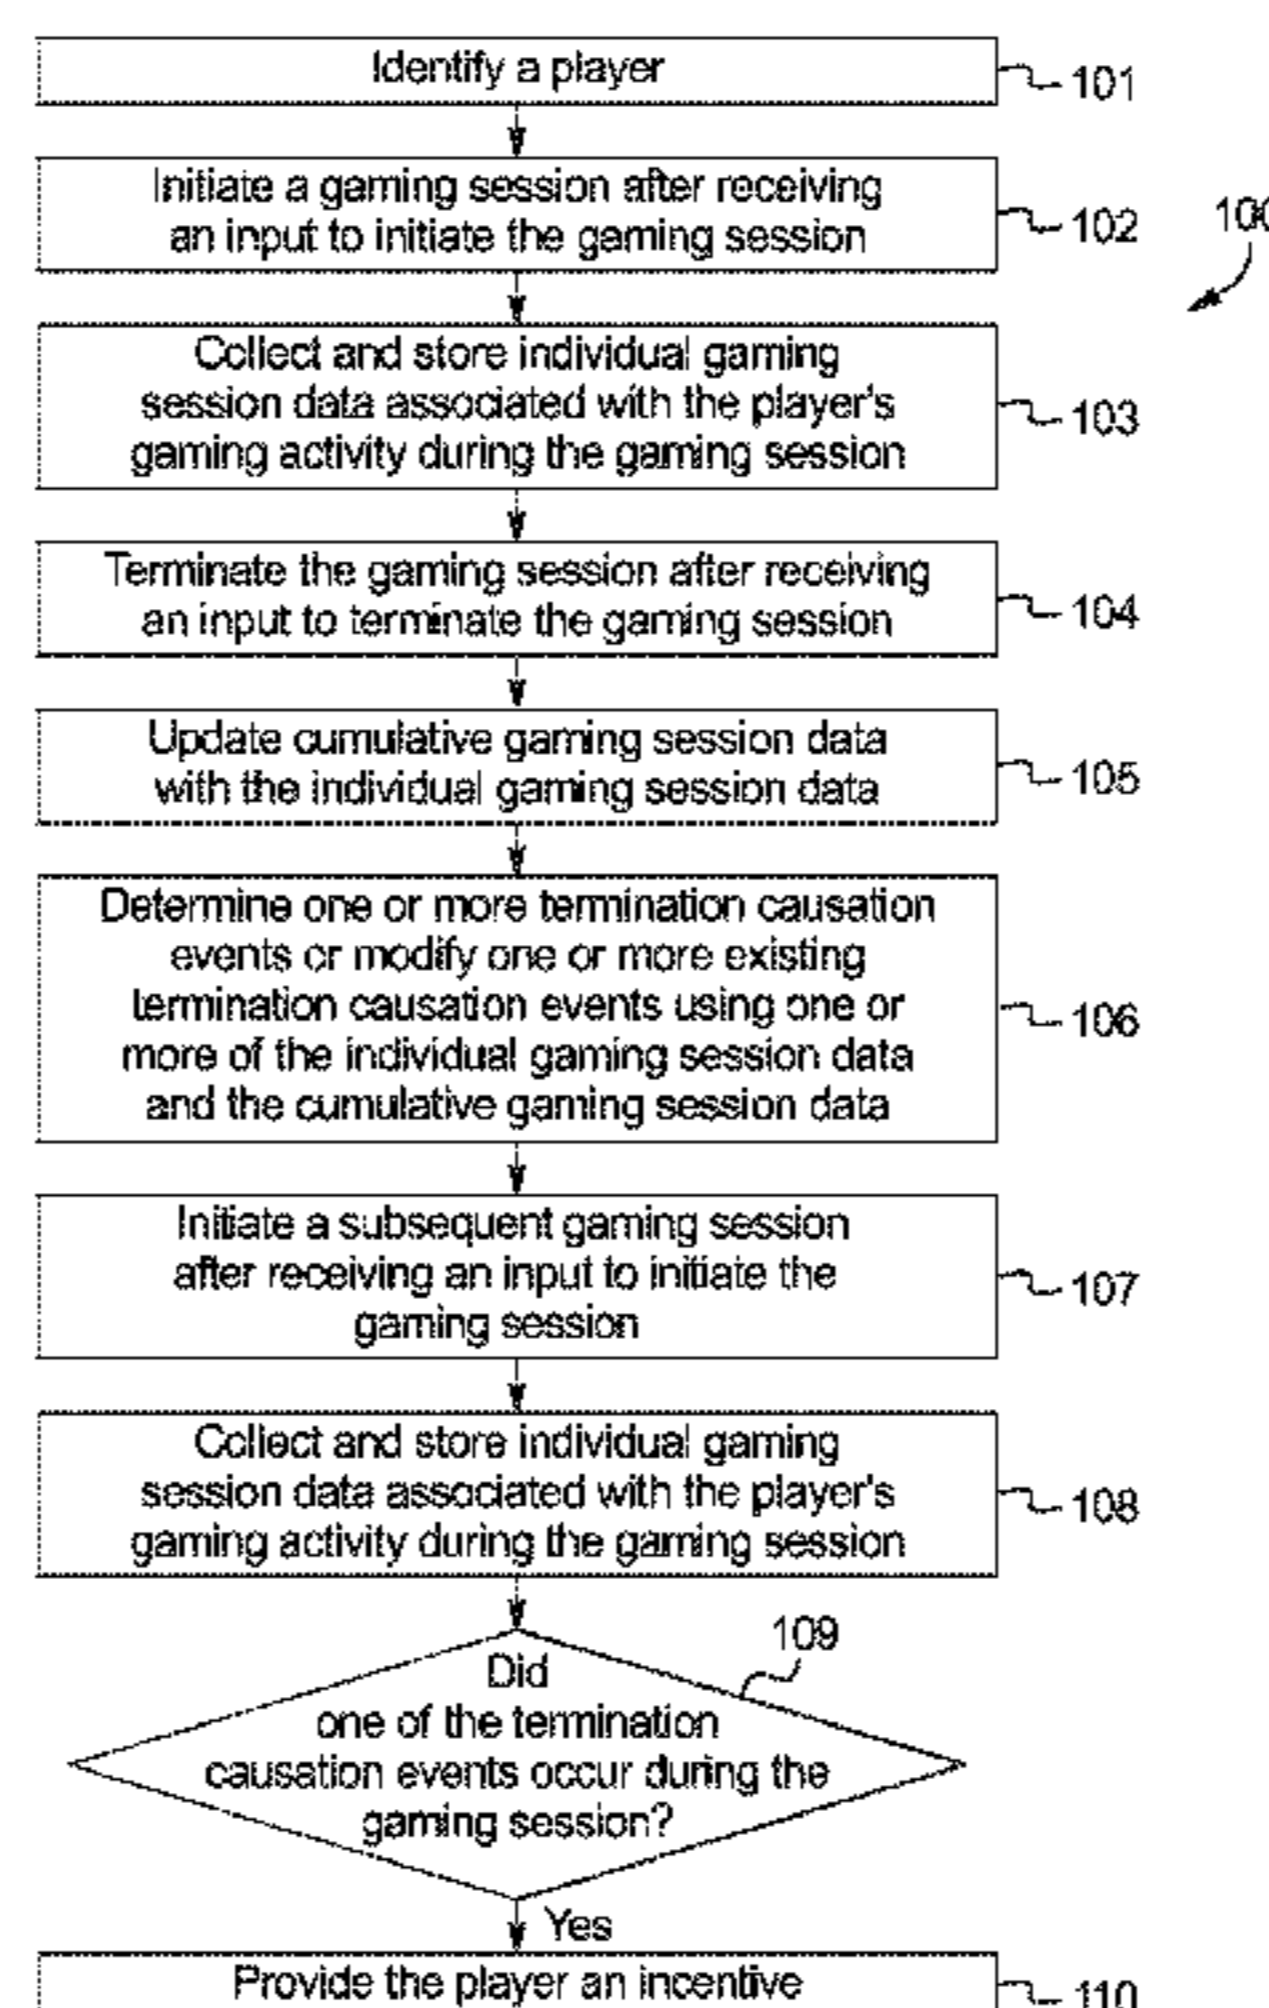 Identify a player
101
Initiate a gaming session after receiving
an input to initiate the gaming session
102
100
Collect and store individual gaming
session data associated with the player's
gaming activity during the gaming session
103
Terminate the gaming session after receiving
an input to terminate the gaming session
104
Update cumulative gaming session data
with the individual gaming session data
105
Determine one or more termination causation
events or modify one or more existing
termination causation events using one or
more of the individual gaming session data
and the cumulative gaming session data
106
Initiate a subsequent gaming session
after receiving an input to initiate the
gaming session
107
Collect and store individual gaming
session data associated with the player's
gaming activity during the gaming session
108
109
Did
one of the termination
causation events occur during the
gaming session?
Yes
Provide the player an incentive
110